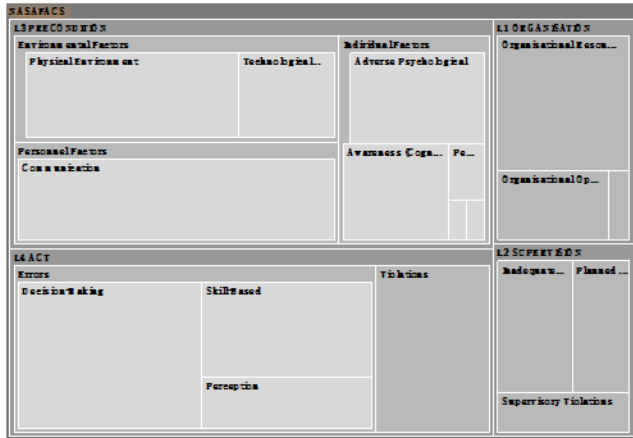 SASAFACS
L3 PRECONDITION
Environmental Factors
Physical Environment
Technological...
Individual Factors
Adverse Psychological
Personnel Factors
Communication
Awareness (Cogn...
Pe...
L1 ORGANISATION
Organisational Resou...
Organisational Op...
L4 ACT
Errors
Decision-Making
Skill-Based
Perception
Violations
L2 SUPERVISION
Inadequate...
Planned ...
Supervisory Violations